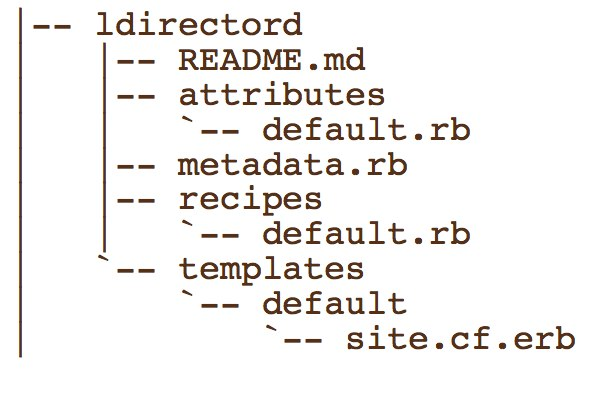 |-- ldirectord
|   |-- README.md
|   |-- attributes
|   |   `-- default.rb
|   |-- metadata.rb
|   |-- recipes
|   |   `-- default.rb
|   `-- templates
|       `-- default
|           `-- site.cf.erb